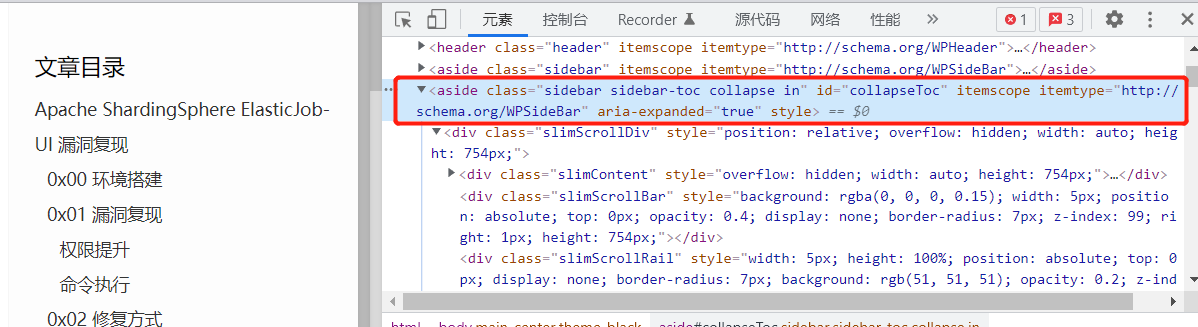 元素 控制台 Recorder 源代码 网络 性能 » 1 3
文章目录
Apache ShardingSphere ElasticJob-
UI 漏洞复现
0x00 环境搭建
0x01 漏洞复现
权限提升
命令执行
0x02 修复方式
<header class="header" itemscope itemtype="http://schema.org/WPHeader">…</header>
<aside class="sidebar" itemscope itemtype="http://schema.org/WPSideBar">…</aside>
<aside class="sidebar sidebar-toc collapse in" id="collapseToc" itemscope itemtype="http://
schema.org/WPSideBar" aria-expanded="true" style> == $0
<div class="slimScrollDiv" style="position: relative; overflow: hidden; width: auto; heig
ht: 754px;">
<div class="slimContent" style="overflow: hidden; width: auto; height: 754px;">…</div>
<div class="slimScrollBar" style="background: rgba(0, 0, 0, 0.15); width: 5px; positio
n: absolute; top: 0px; opacity: 0.4; display: none; border-radius: 7px; z-index: 99; ri
ght: 1px; height: 754px;"></div>
<div class="slimScrollRail" style="width: 5px; height: 100%; position: absolute; top: 0
px; display: none; border-radius: 7px; background: rgb(51, 51, 51); opacity: 0.2; z-ind
html body.main-center.theme-black aside#collapseToc.sidebar.sidebar-toc.collapse.in